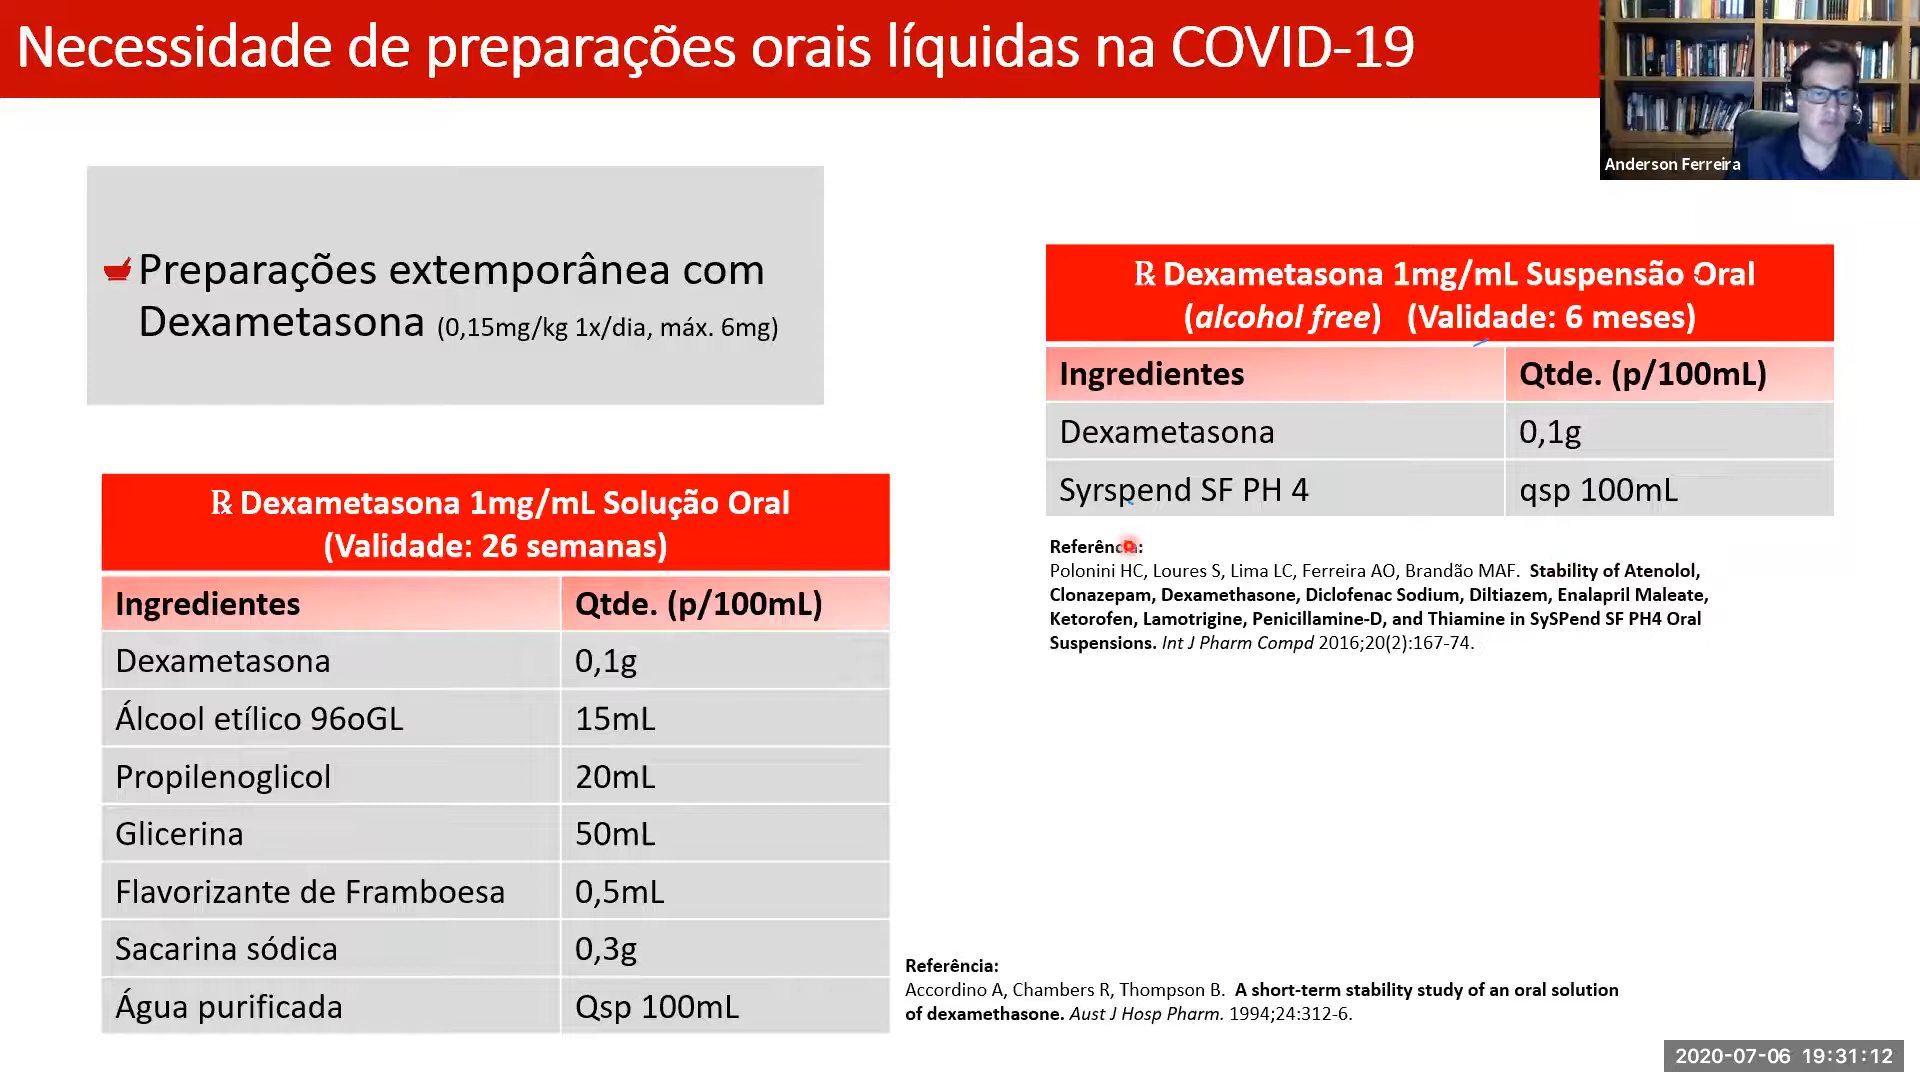 Necessidade de preparações orais líquidas na COVID-19
Anderson Ferreira
Preparações extemporânea com
Dexametasona (0,15mg/kg 1x/dia, máx. 6mg)
℞ Dexametasona 1mg/mL Solução Oral
(Validade: 26 semanas)
Ingredientes Qtde. (p/100mL)
Dexametasona 0,1g
Álcool etílico 96oGL 15mL
Propilenoglicol 20mL
Glicerina 50mL
Flavorizante de Framboesa 0,5mL
Sacarina sódica 0,3g
Água purificada Qsp 100mL
℞ Dexametasona 1mg/mL Suspensão Oral
(alcohol free) (Validade: 6 meses)
Ingredientes Qtde. (p/100mL)
Dexametasona 0,1g
Syrspend SF PH 4 qsp 100mL
Referência:
Polonini HC, Loures S, Lima LC, Ferreira AO, Brandão MAF. Stability of Atenolol,
Clonazepam, Dexamethasone, Diclofenac Sodium, Diltiazem, Enalapril Maleate,
Ketorofen, Lamotrigine, Penicillamine-D, and Thiamine in SySPend SF PH4 Oral
Suspensions. Int J Pharm Compd 2016;20(2):167-74.
Referência:
Accordino A, Chambers R, Thompson B. A short-term stability study of an oral solution
of dexamethasone. Aust J Hosp Pharm. 1994;24:312-6.
2020-07-06 19:31:12